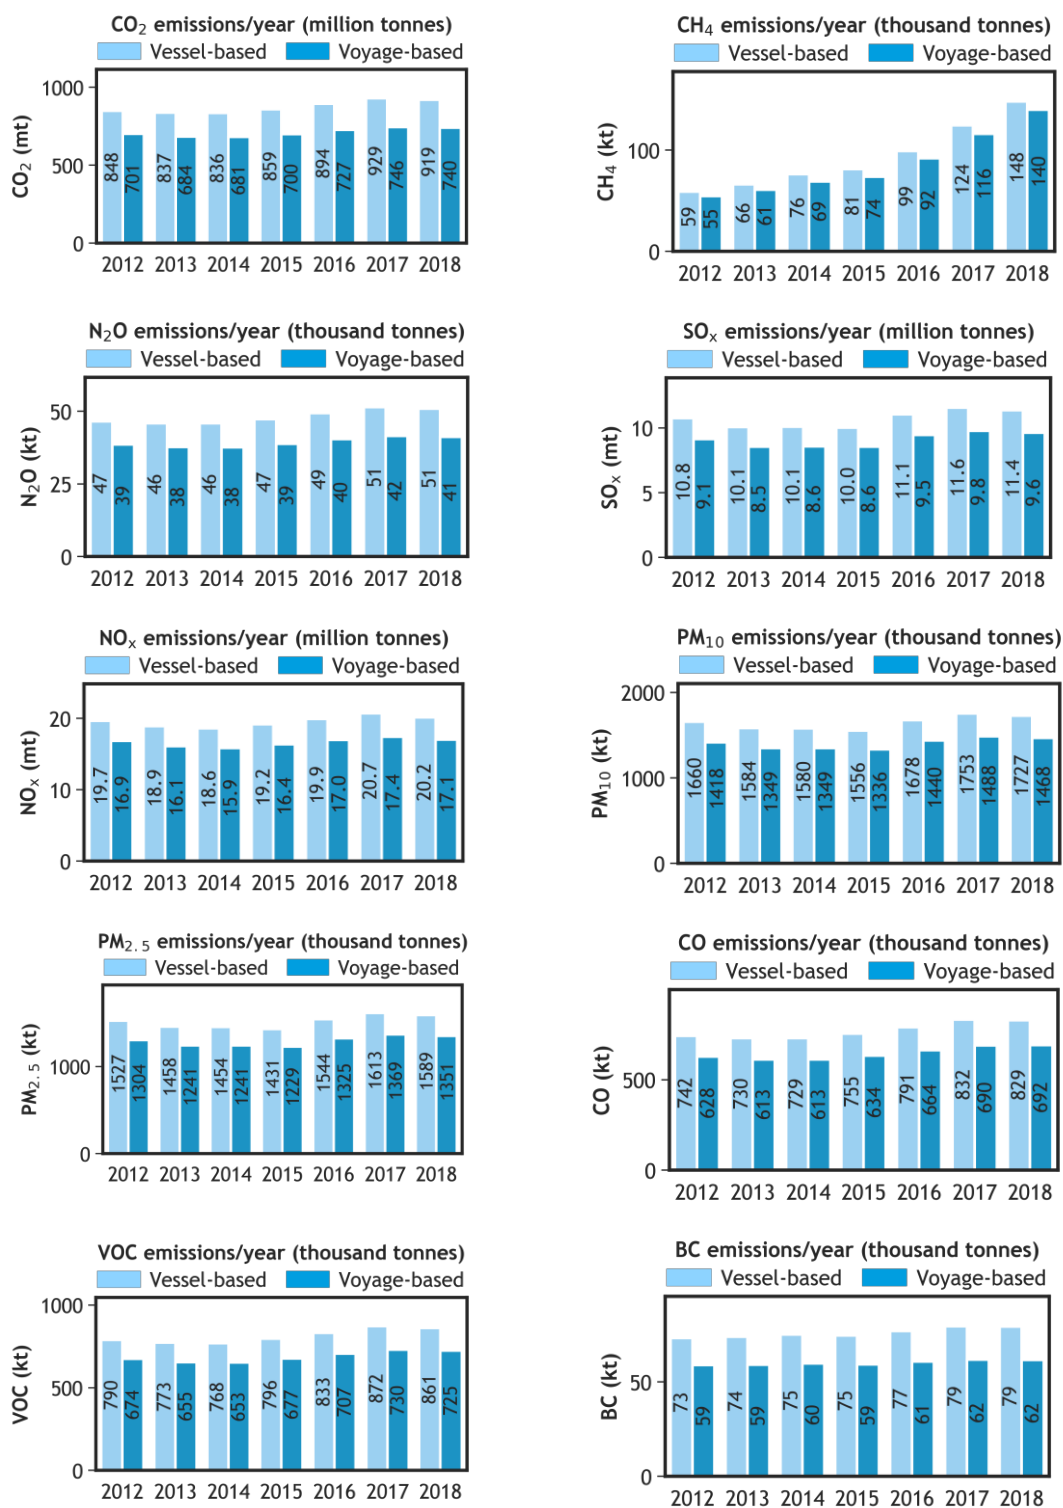 CO₂ emissions/year (million tonnes)
Vessel-based Voyage-based
1000
500
0
CO₂ (mt)
848 701 837 684 836 681 859 700 894 727 929 746 919 740
2012 2013 2014 2015 2016 2017 2018
CH₄ emissions/year (thousand tonnes)
Vessel-based Voyage-based
100
0
CH₄ (kt)
59 55 66 61 76 69 81 74 99 92 124 116 148 140
2012 2013 2014 2015 2016 2017 2018
N₂O emissions/year (thousand tonnes)
Vessel-based Voyage-based
50
25
0
N₂O (kt)
47 39 46 38 46 38 47 39 49 40 51 42 51 41
2012 2013 2014 2015 2016 2017 2018
SOₓ emissions/year (million tonnes)
Vessel-based Voyage-based
10
5
0
SOₓ (mt)
10.8 9.1 10.1 8.5 10.1 8.6 10.0 8.6 11.1 9.5 11.6 9.8 11.4 9.6
2012 2013 2014 2015 2016 2017 2018
NOₓ emissions/year (million tonnes)
Vessel-based Voyage-based
20
10
0
NOₓ (mt)
19.7 16.9 18.9 16.1 18.6 15.9 19.2 16.4 19.9 17.0 20.7 17.4 20.2 17.1
2012 2013 2014 2015 2016 2017 2018
PM₁₀ emissions/year (thousand tonnes)
Vessel-based Voyage-based
2000
1000
0
PM₁₀ (kt)
1660 1418 1584 1349 1580 1349 1556 1336 1678 1440 1753 1488 1727 1468
2012 2013 2014 2015 2016 2017 2018
PM₂.₅ emissions/year (thousand tonnes)
Vessel-based Voyage-based
1000
0
PM₂.₅ (kt)
1527 1304 1458 1241 1454 1241 1431 1229 1544 1325 1613 1369 1589 1351
2012 2013 2014 2015 2016 2017 2018
CO emissions/year (thousand tonnes)
Vessel-based Voyage-based
500
0
CO (kt)
742 628 730 613 729 613 755 634 791 664 832 690 829 692
2012 2013 2014 2015 2016 2017 2018
VOC emissions/year (thousand tonnes)
Vessel-based Voyage-based
1000
500
0
VOC (kt)
790 674 773 655 768 653 796 677 833 707 872 730 861 725
2012 2013 2014 2015 2016 2017 2018
BC emissions/year (thousand tonnes)
Vessel-based Voyage-based
50
0
BC (kt)
73 59 74 59 75 60 75 59 77 61 79 62 79 62
2012 2013 2014 2015 2016 2017 2018